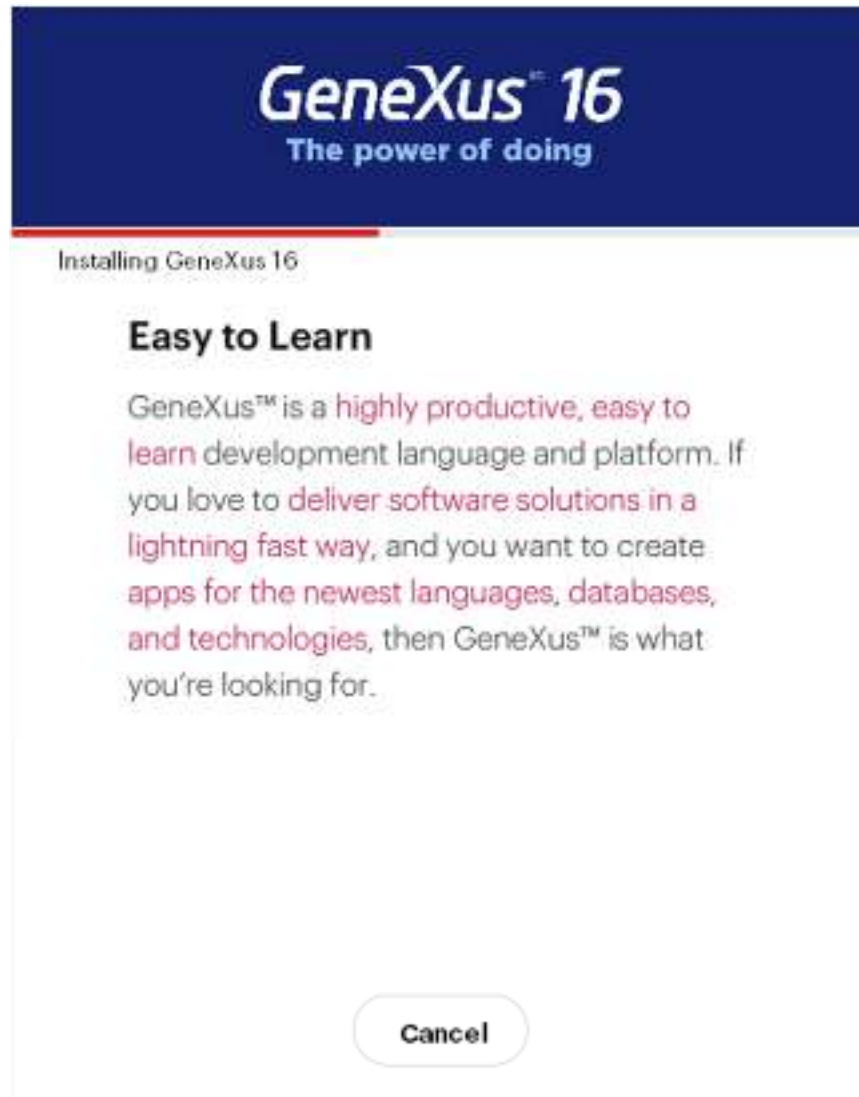 GeneXus™ 16
The power of doing
Installing GeneXus 16
Easy to Learn
GeneXus™ is a highly productive, easy to
learn development language and platform. If
you love to deliver software solutions in a
lightning fast way, and you want to create
apps for the newest languages, databases,
and technologies, then GeneXus™ is what
you're looking for.
Cancel